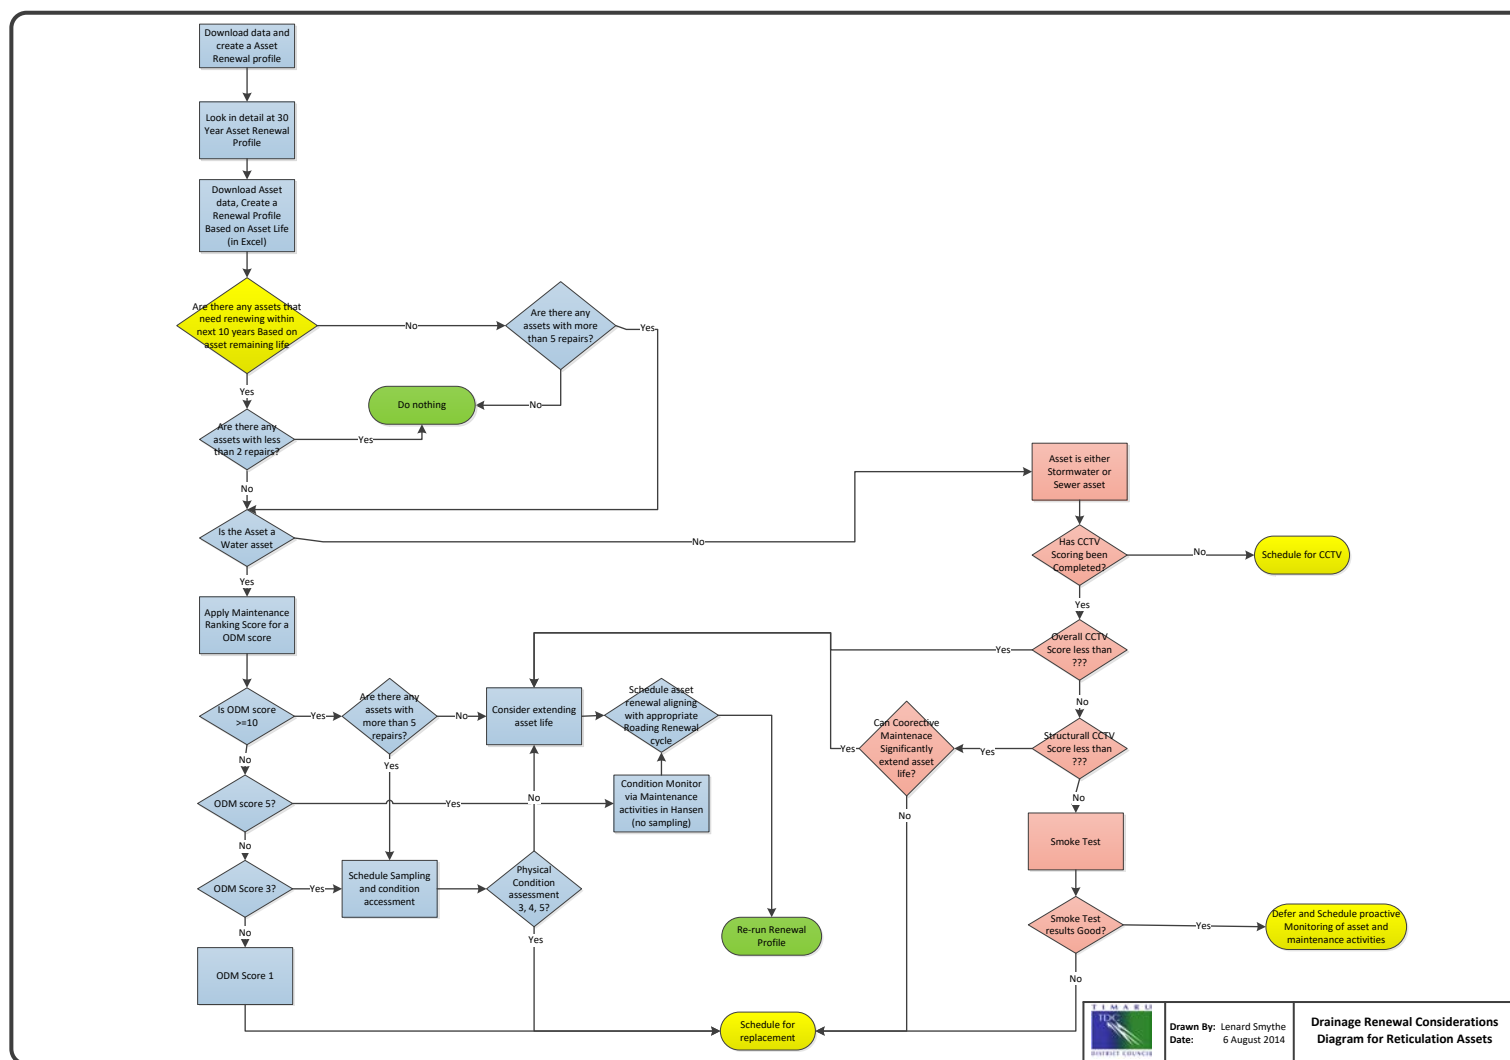 Download data and
create a Asset
Renewal profile
Look in detail at 30
Year Asset Renewal
Profile
Download Asset
data, Create a
Renewal Profile
Based on Asset Life
(in Excel)
Are there any assets that
need renewing within
next 10 years Based on
asset remaining life
No
Are there any
assets with more
than 5 repairs?
Yes
Yes
Do nothing
No
Are there any
assets with less
than 2 repairs?
Yes
No
Is the Asset a
Water asset
No
Yes
Apply Maintenance
Ranking Score for a
ODM score
Is ODM score
>=10
Yes
Are there any
assets with
more than 5
repairs?
No
Consider extending
asset life
Schedule asset
renewal aligning
with appropriate
Roading Renewal
cycle
No
Yes
ODM score 5?
Yes
No
Condition Monitor
via Maintenance
activities in Hansen
(no sampling)
No
ODM Score 3?
Yes
Schedule Sampling
and condition
accessment
Physical
Condition
assessment
3, 4, 5?
No
Yes
ODM Score 1
Re-run Renewal
Profile
Schedule for
replacement
Asset is either
Stormwater or
Sewer asset
Has CCTV
Scoring been
Completed?
No
Schedule for CCTV
Yes
Overall CCTV
Score less than
???
Yes
No
Structurall CCTV
Score less than
???
Yes
Can Coorective
Maintenace
Significantly
extend asset
life?
Yes
No
No
Smoke Test
Smoke Test
results Good?
Yes
Defer and Schedule proactive
Monitoring of asset and
maintenance activities
No
TIMARU
TDC
DISTRICT COUNCIL
Drawn By: Lenard Smythe
Date: 6 August 2014
Drainage Renewal Considerations
Diagram for Reticulation Assets